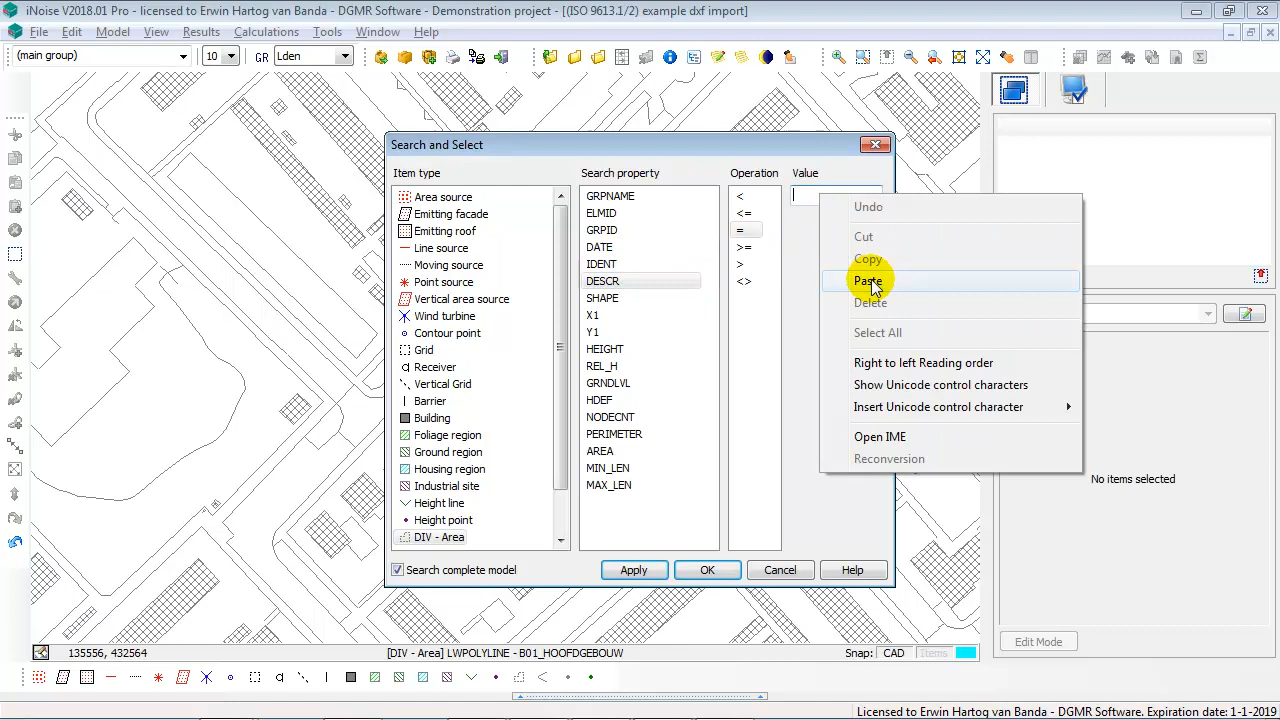 iNoise V2018.01 Pro - licensed to Erwin Hartog van Banda - DGMR Software - Demonstration project - [(ISO 9613.1/2) example dxf import]
File Edit Model View Results Calculations Tools Window Help
(main group) 10 GR Lden
Search and Select
Item type Search property Operation Value
Area source
Emitting facade
Emitting roof
Line source
Moving source
Point source
Vertical area source
Wind turbine
Contour point
Grid
Receiver
Vertical Grid
Barrier
Building
Foliage region
Ground region
Housing region
Industrial site
Height line
Height point
DIV - Area
GRPNAME
ELMID
GRPID
DATE
IDENT
DESCR
SHAPE
X1
Y1
HEIGHT
REL_H
GRNDLVL
HDEF
NODECNT
PERIMETER
AREA
MIN_LEN
MAX_LEN
<
<=
=
>=
>
<>
Undo
Cut
Copy
Paste
Delete
Select All
Right to left Reading order
Show Unicode control characters
Insert Unicode control character
Open IME
Reconversion
Search complete model
Apply OK Cancel Help
No items selected
Edit Mode
135556, 432564 [DIV - Area] LWPOLYLINE - B01_HOOFDGEBOUW Snap: CAD Items
Licensed to Erwin Hartog van Banda - DGMR Software. Expiration date: 1-1-2019